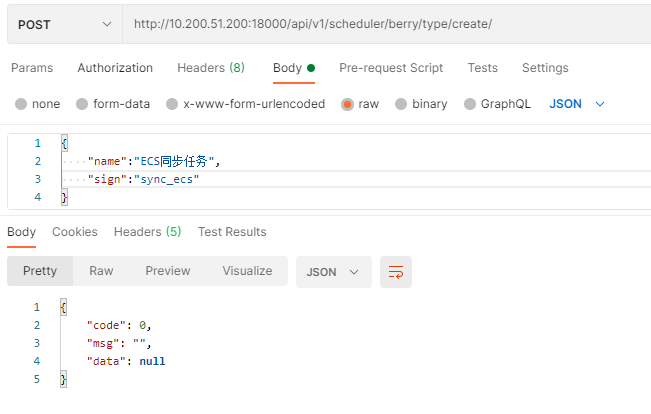 POST http://10.200.51.200:18000/api/v1/scheduler/berry/type/create/
Params Authorization Headers (8) Body Pre-request Script Tests Settings
none form-data x-www-form-urlencoded raw binary GraphQL JSON
1 {
2 ····"name":"ECS同步任务",
3 ····"sign":"sync_ecs"
4 }
Body Cookies Headers (5) Test Results
Pretty Raw Preview Visualize JSON
1 {
2 "code": 0,
3 "msg": "",
4 "data": null
5 }